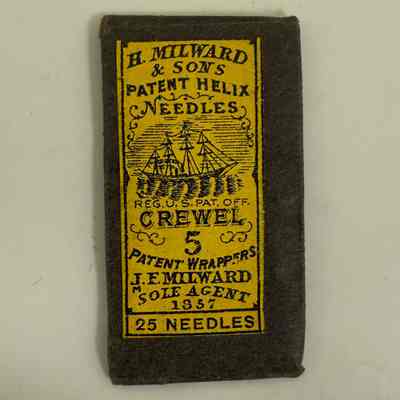 H. MILWARD
& SONS
PATENT HELIX
NEEDLES
REG. U.S. PAT. OFF.
CREWEL
5
PATENT WRAPPERS
J. F. MILWARD
SOLE AGENT
1857
25 NEEDLES